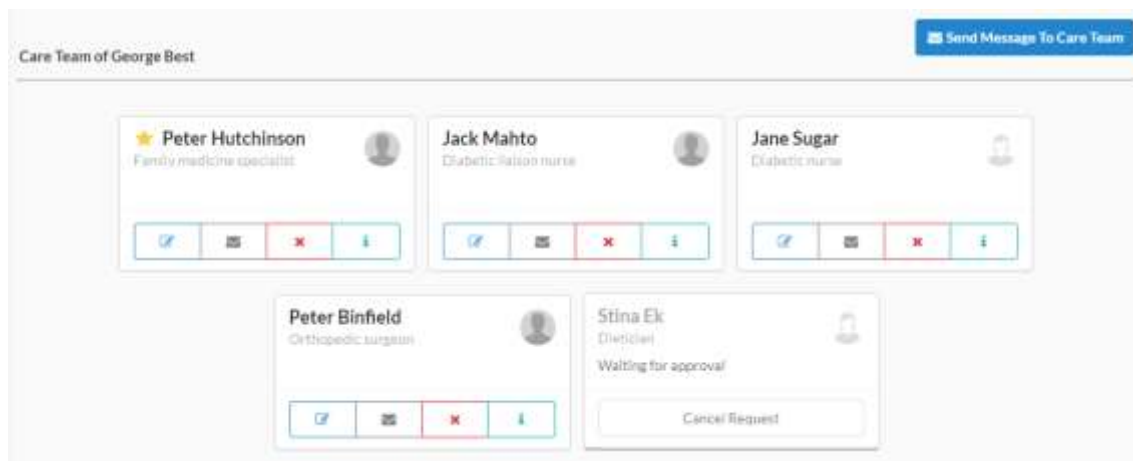 Send Message To Care Team
Care Team of George Best
Peter Hutchinson
Family medicine specialist
Jack Mahto
Diabetic liaison nurse
Jane Sugar
Diabetic nurse
Peter Binfield
Orthopedic surgeon
Stina Ek
Dietician
Waiting for approval
Cancel Request